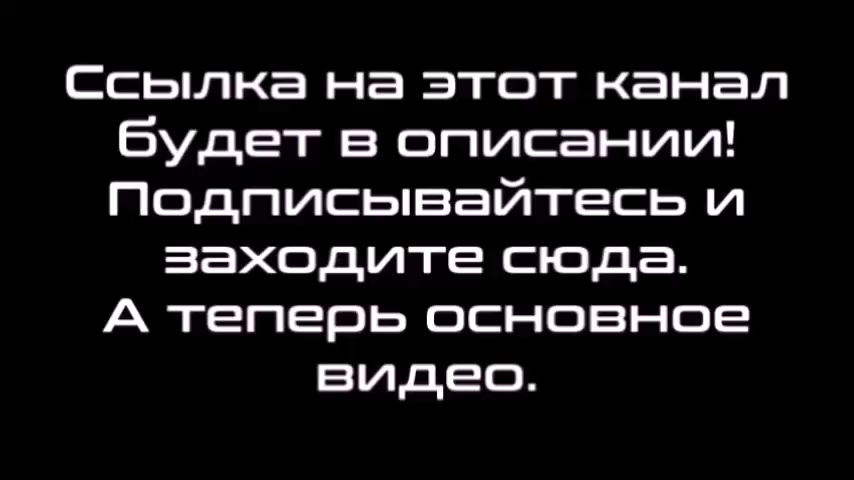 Ссылка на этот канал
будет в описании!
Подписывайтесь и
заходите сюда.
А теперь основное
видео.